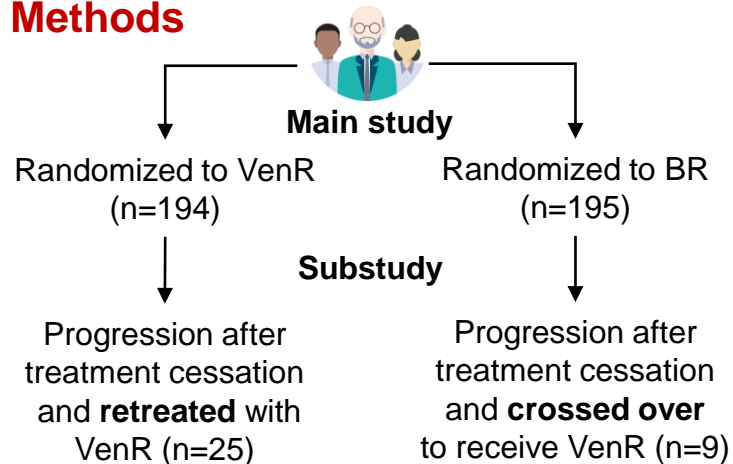 Methods
Main study
Randomized to VenR
(n=194)
Randomized to BR
(n=195)
Substudy
Progression after
treatment cessation
and retreated with
VenR (n=25)
Progression after
treatment cessation
and crossed over
to receive VenR (n=9)